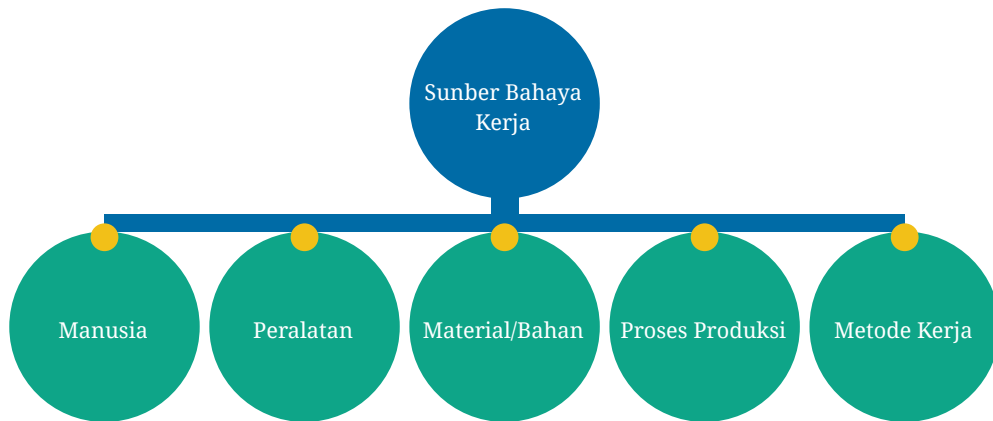 Sunber Bahaya
Kerja
Manusia
Peralatan
Material/Bahan
Proses Produksi
Metode Kerja